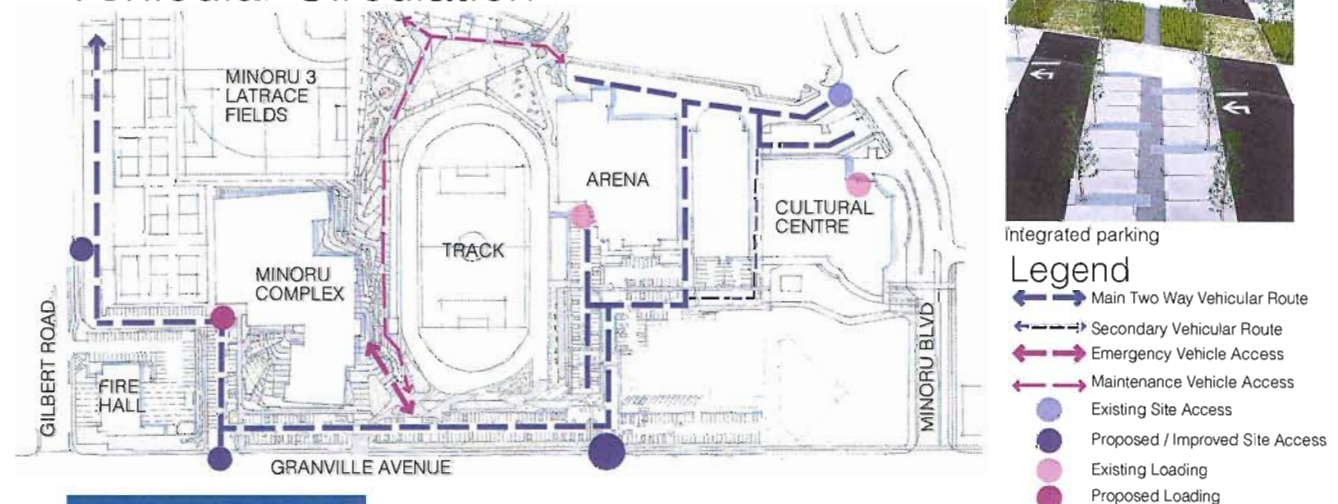 MINORU 3
LATRACE
FIELDS
ARENA
CULTURAL
CENTRE
TRACK
MINORU
COMPLEX
FIRE
HALL
GILBERT ROAD
GRANVILLE AVENUE
MINORU BLVD
Integrated parking
Legend
Main Two Way Vehicular Route
Secondary Vehicular Route
Emergency Vehicle Access
Maintenance Vehicle Access
Existing Site Access
Proposed / Improved Site Access
Existing Loading
Proposed Loading